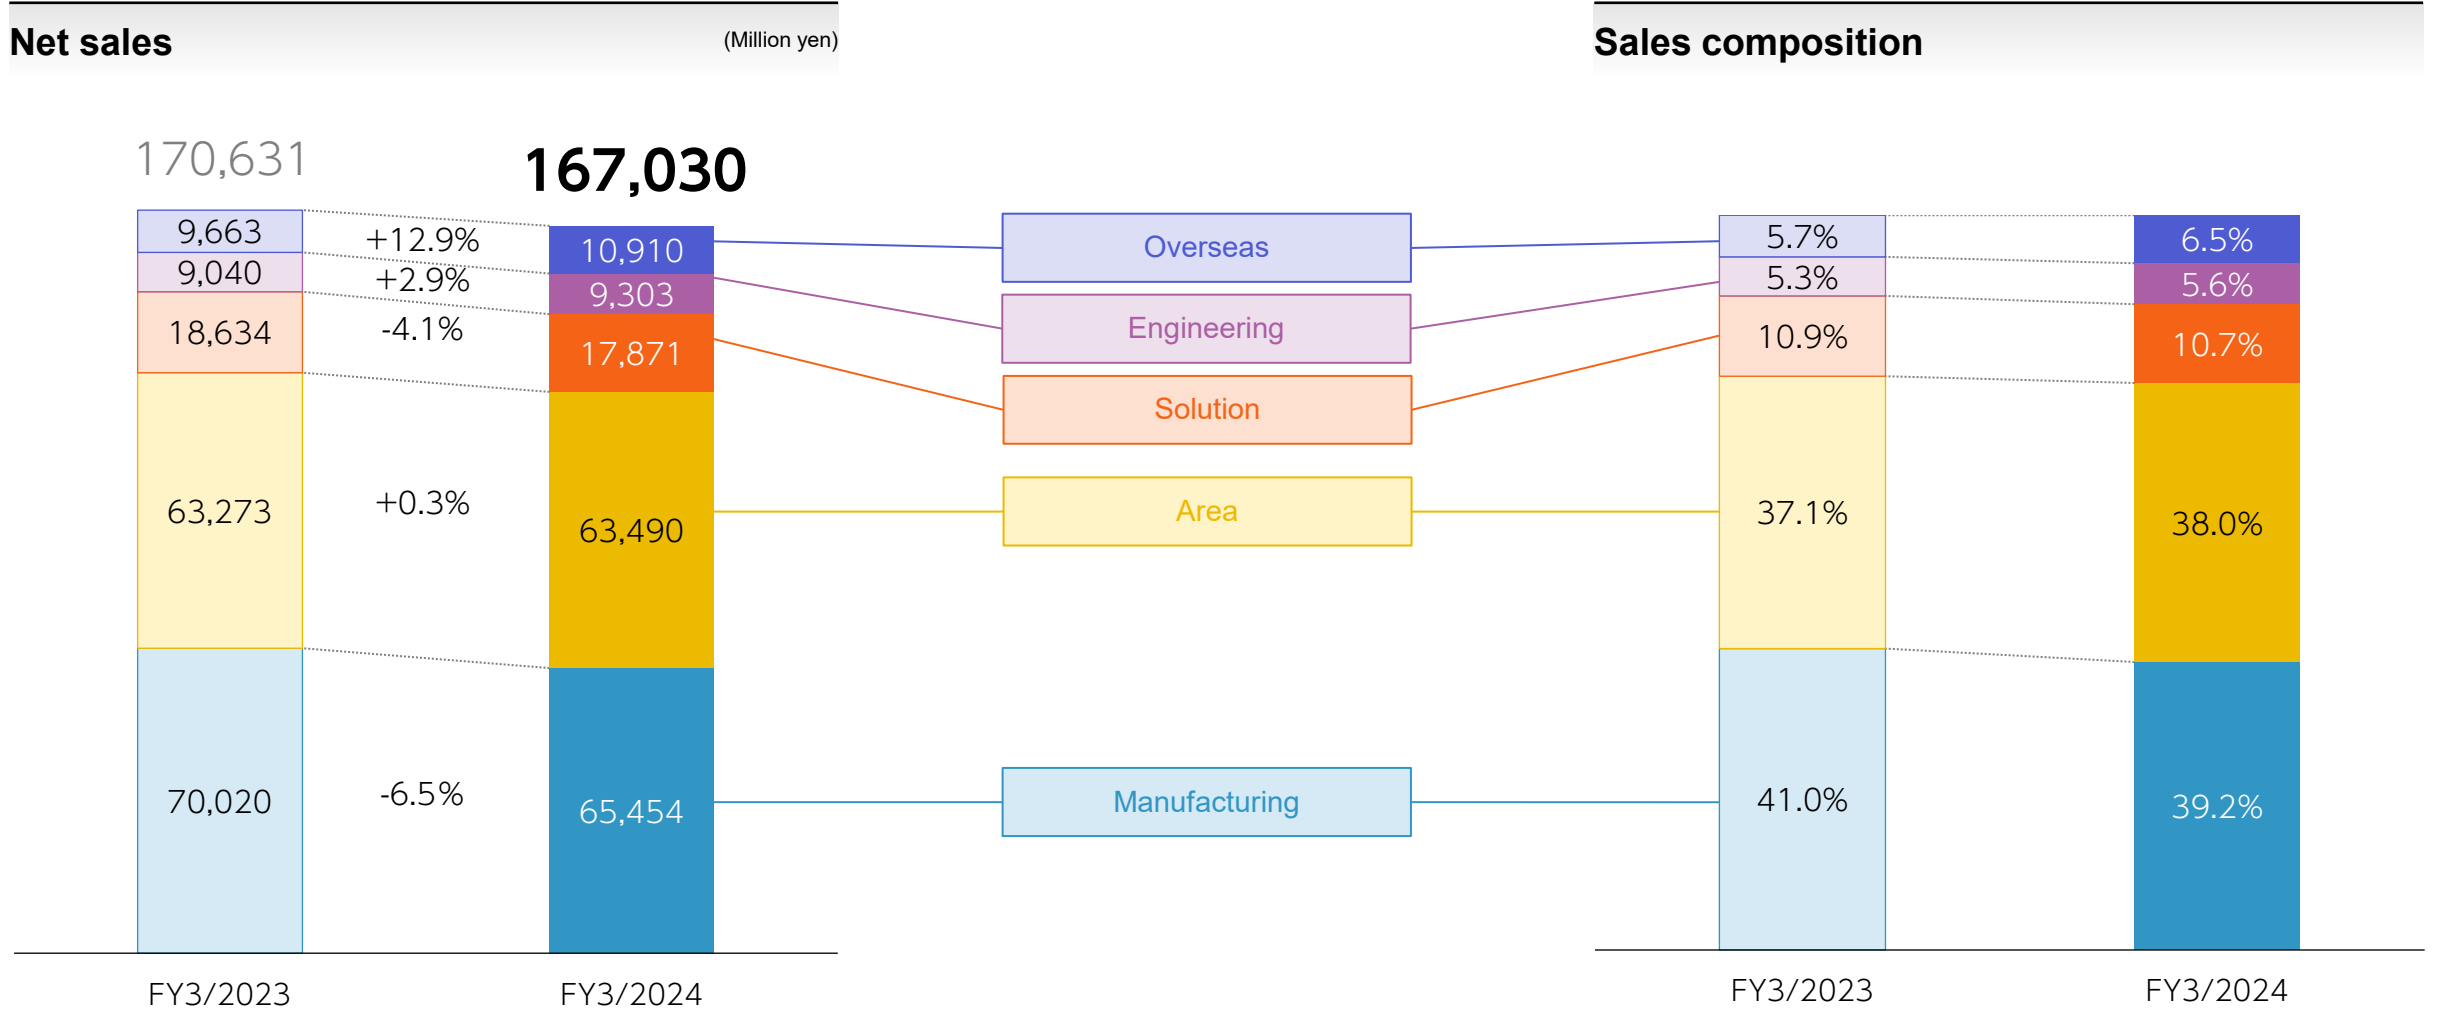 Net sales
(Million yen)
170,631
167,030
9,663
+12.9%
10,910
9,040
+2.9%
9,303
18,634
-4.1%
17,871
63,273
+0.3%
63,490
70,020
-6.5%
65,454
FY3/2023
FY3/2024
Overseas
Engineering
Solution
Area
Manufacturing
Sales composition
5.7%
6.5%
5.3%
5.6%
10.9%
10.7%
37.1%
38.0%
41.0%
39.2%
FY3/2023
FY3/2024